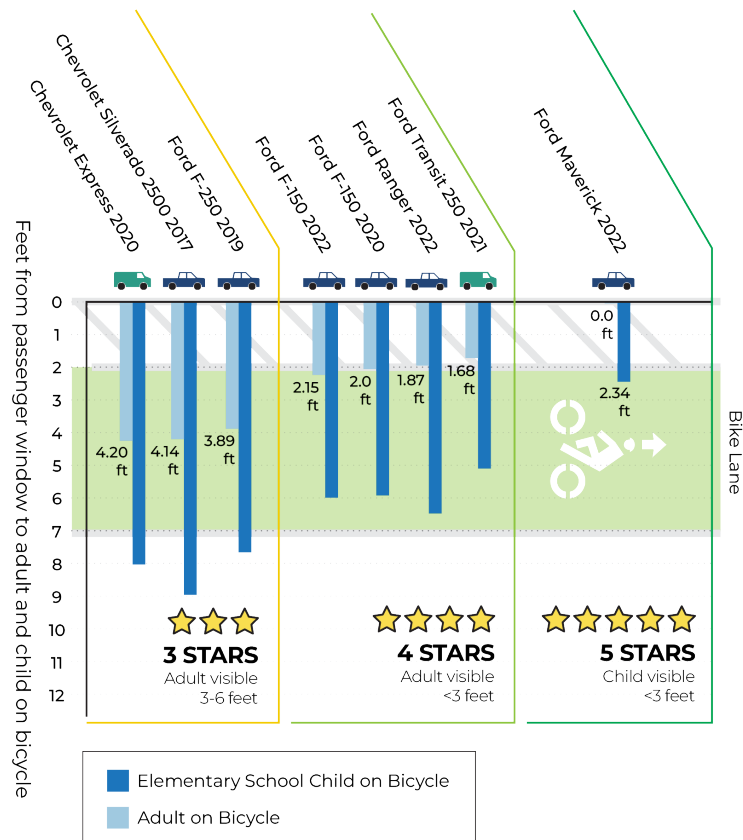 Chevrolet Express 2020
Chevrolet Silverado 2500 2017
Ford F-250 2019
Ford F-150 2022
Ford F-150 2020
Ford Ranger 2022
Ford Transit 250 2021
Ford Maverick 2022
Feet from passenger window to adult and child on bicycle
0
1
2
3
4
5
6
7
8
9
10
11
12
4.20
ft
4.14
ft
3.89
ft
2.15
ft
2.0
ft
1.87
ft
1.68
ft
0.0
ft
2.34
ft
Bike Lane
3 STARS
Adult visible
3-6 feet
4 STARS
Adult visible
<3 feet
5 STARS
Child visible
<3 feet
Elementary School Child on Bicycle
Adult on Bicycle